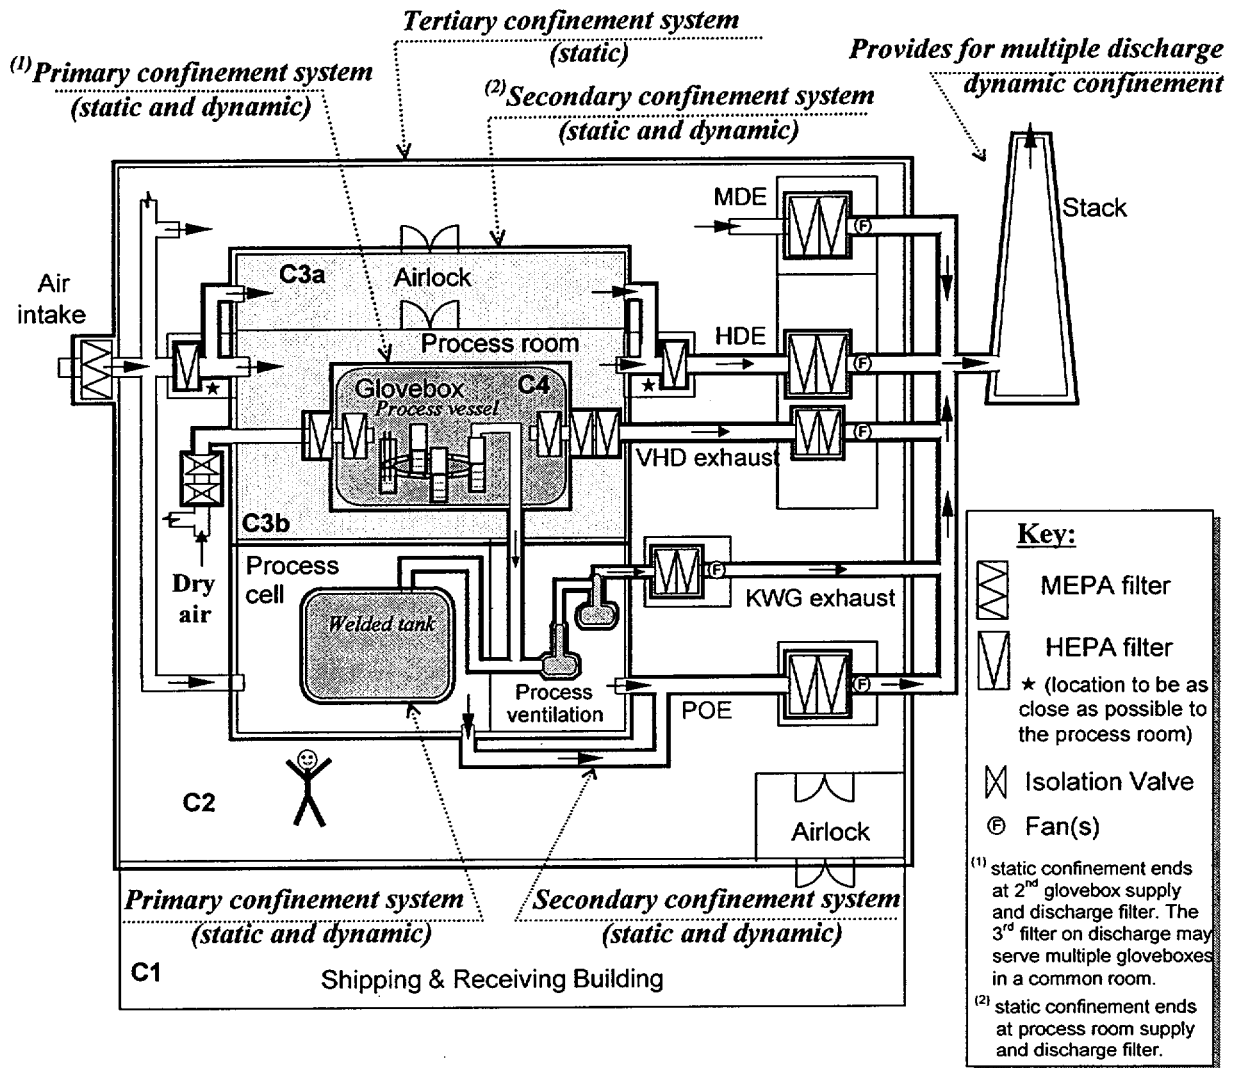 Tertiary confinement system
(static)
(1)Primary confinement system
(static and dynamic)
(2)Secondary confinement system
(static and dynamic)
Provides for multiple discharge
dynamic confinement
MDE
Stack
C3a
Airlock
Air
intake
Process room
HDE
Glovebox
C4
Process vessel
VHD exhaust
C3b
Process
cell
Dry
air
Welded tank
KWG exhaust
Process
ventilation
POE
C2
Airlock
Primary confinement system
(static and dynamic)
Secondary confinement system
(static and dynamic)
C1
Shipping & Receiving Building
Key:
MEPA filter
HEPA filter
★ (location to be as
close as possible to
the process room)
Isolation Valve
F Fan(s)
(1) static confinement ends
at 2nd glovebox supply
and discharge filter. The
3rd filter on discharge may
serve multiple gloveboxes
in a common room.
(2) static confinement ends
at process room supply
and discharge filter.
F
F
F
F
F